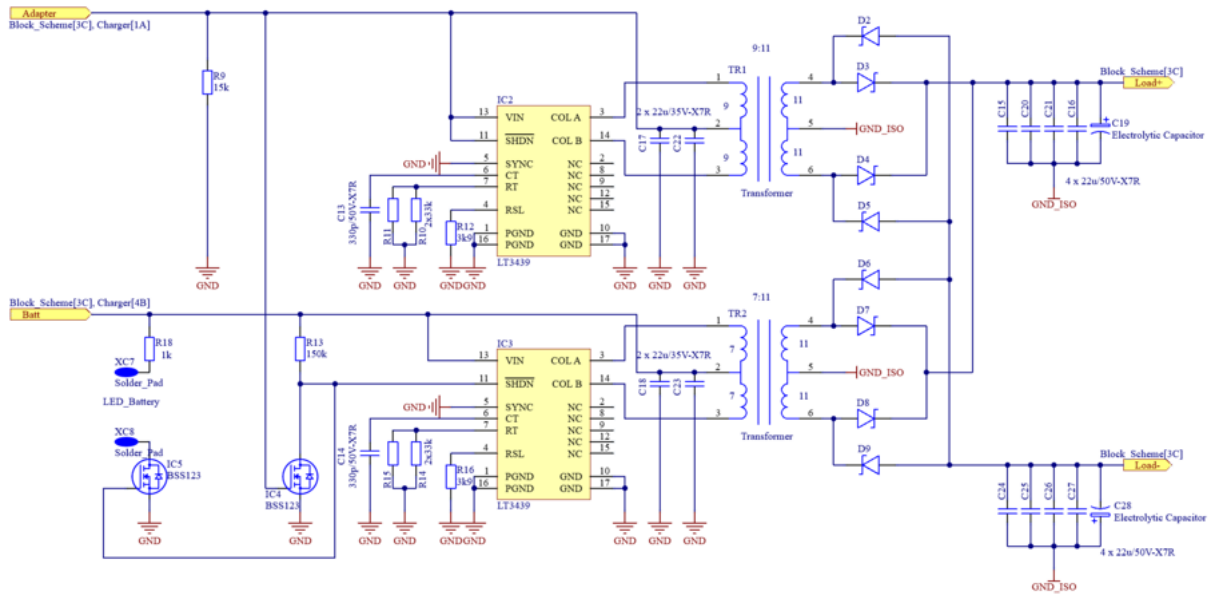 Adapter
Block_Scheme[3C], Charger[1A]
R9
15k
GND
IC2
13 VIN COL A 3
11 SHDN COL B 14
5 SYNC NC 2
6 CT NC 8
7 RT NC 9
NC 12
4 RSL NC 15
1 PGND GND 10
16 PGND GND 17
LT3439
GND
C13
330p/50V-X7R
R11
R10
2x33k
R12
3k9
GND GND GND GND GND GND GND
2 x 22u/35V-X7R
C17
C22
9:11
TR1
1
2
3
9
9
4
5
6
11
11
Transformer
GND_ISO
D2
D3
D4
D5
Block_Scheme[3C]
Load+
C15
C20
C21
C16
C19
Electrolytic Capacitor
4 x 22u/50V-X7R
GND_ISO
Block_Scheme[3C], Charger[4B]
Batt
R18
1k
XC7
Solder_Pad
LED_Battery
XC8
Solder_Pad
IC5
BSS123
GND
R13
150k
IC4
BSS123
GND
IC3
13 VIN COL A 3
11 SHDN COL B 14
5 SYNC NC 2
6 CT NC 8
7 RT NC 9
NC 12
4 RSL NC 15
1 PGND GND 10
16 PGND GND 17
LT3439
GND
C14
330p/50V-X7R
R15
R14
2x33k
R16
3k9
GND GND GND GND GND GND GND
2 x 22u/35V-X7R
C18
C23
7:11
TR2
1
2
3
7
7
4
5
6
11
11
Transformer
GND_ISO
D6
D7
D8
D9
Block_Scheme[3C]
Load-
C24
C25
C26
C27
C28
Electrolytic Capacitor
4 x 22u/50V-X7R
GND_ISO